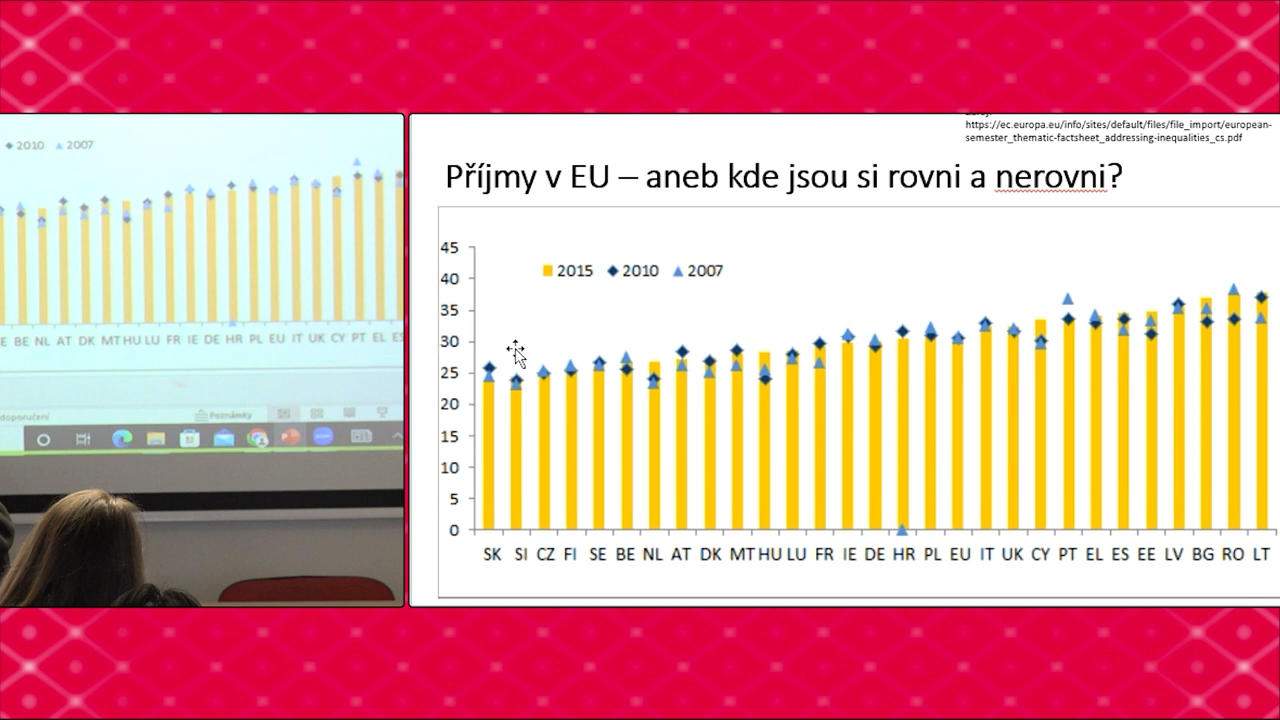 2010 2007
BE NL AT DK MT HU LU FR IE DE HR PL EU IT UK CY PT EL ES
doporučení
Poznámky
https://ec.europa.eu/info/sites/default/files/file_import/european-
semester_thematic-factsheet_addressing-inequalities_cs.pdf
Příjmy v EU – aneb kde jsou si rovni a nerovni?
45
2015 2010 2007
40
35
30
25
20
15
10
5
0
SK SI CZ FI SE BE NL AT DK MT HU LU FR IE DE HR PL EU IT UK CY PT EL ES EE LV BG RO LT